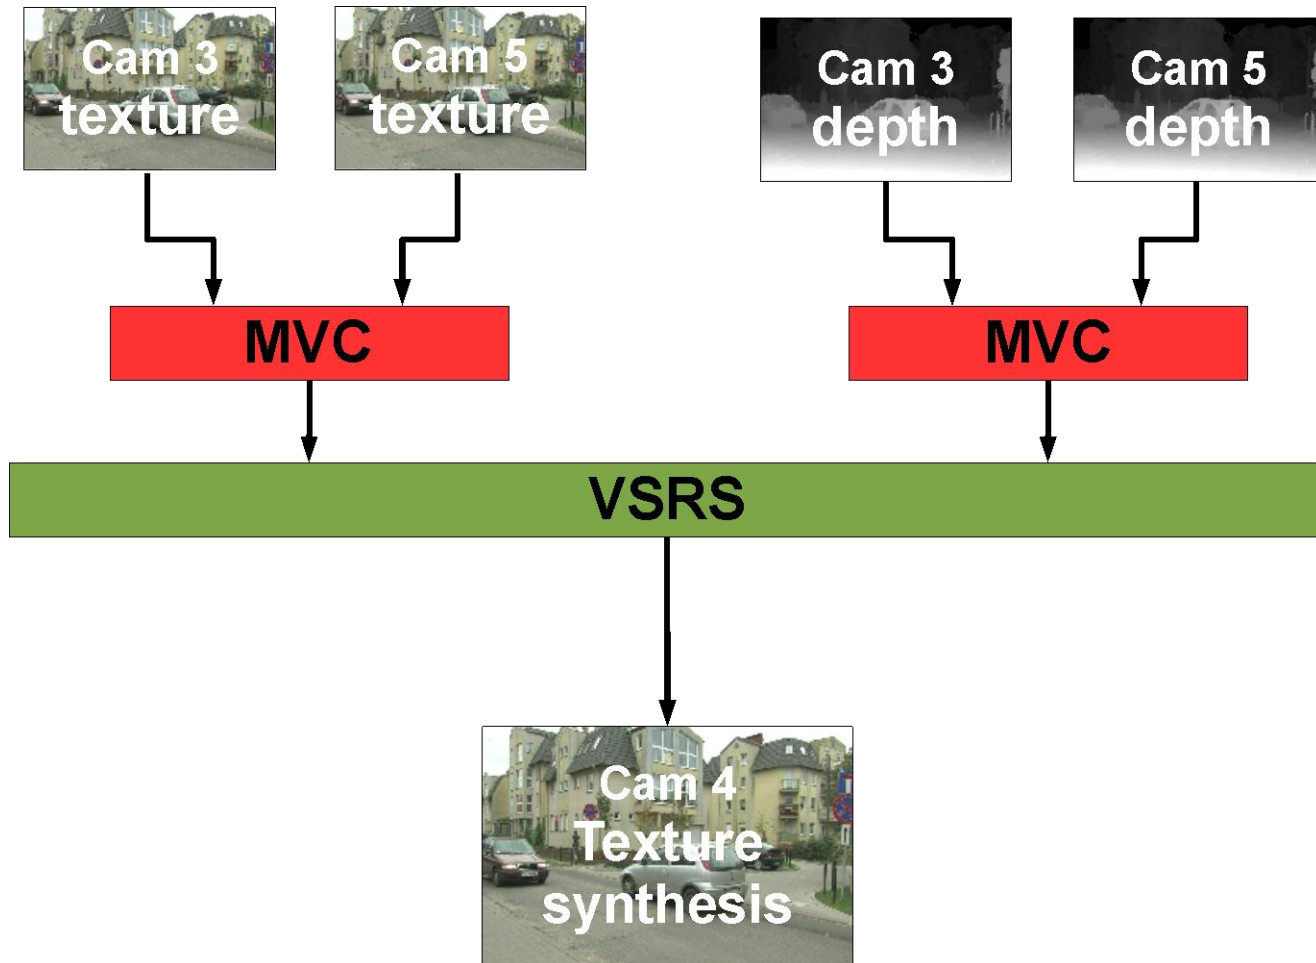 Cam 3
texture
Cam 5
texture
Cam 3
depth
Cam 5
depth
MVC
MVC
VSRS
Cam 4
Texture
synthesis